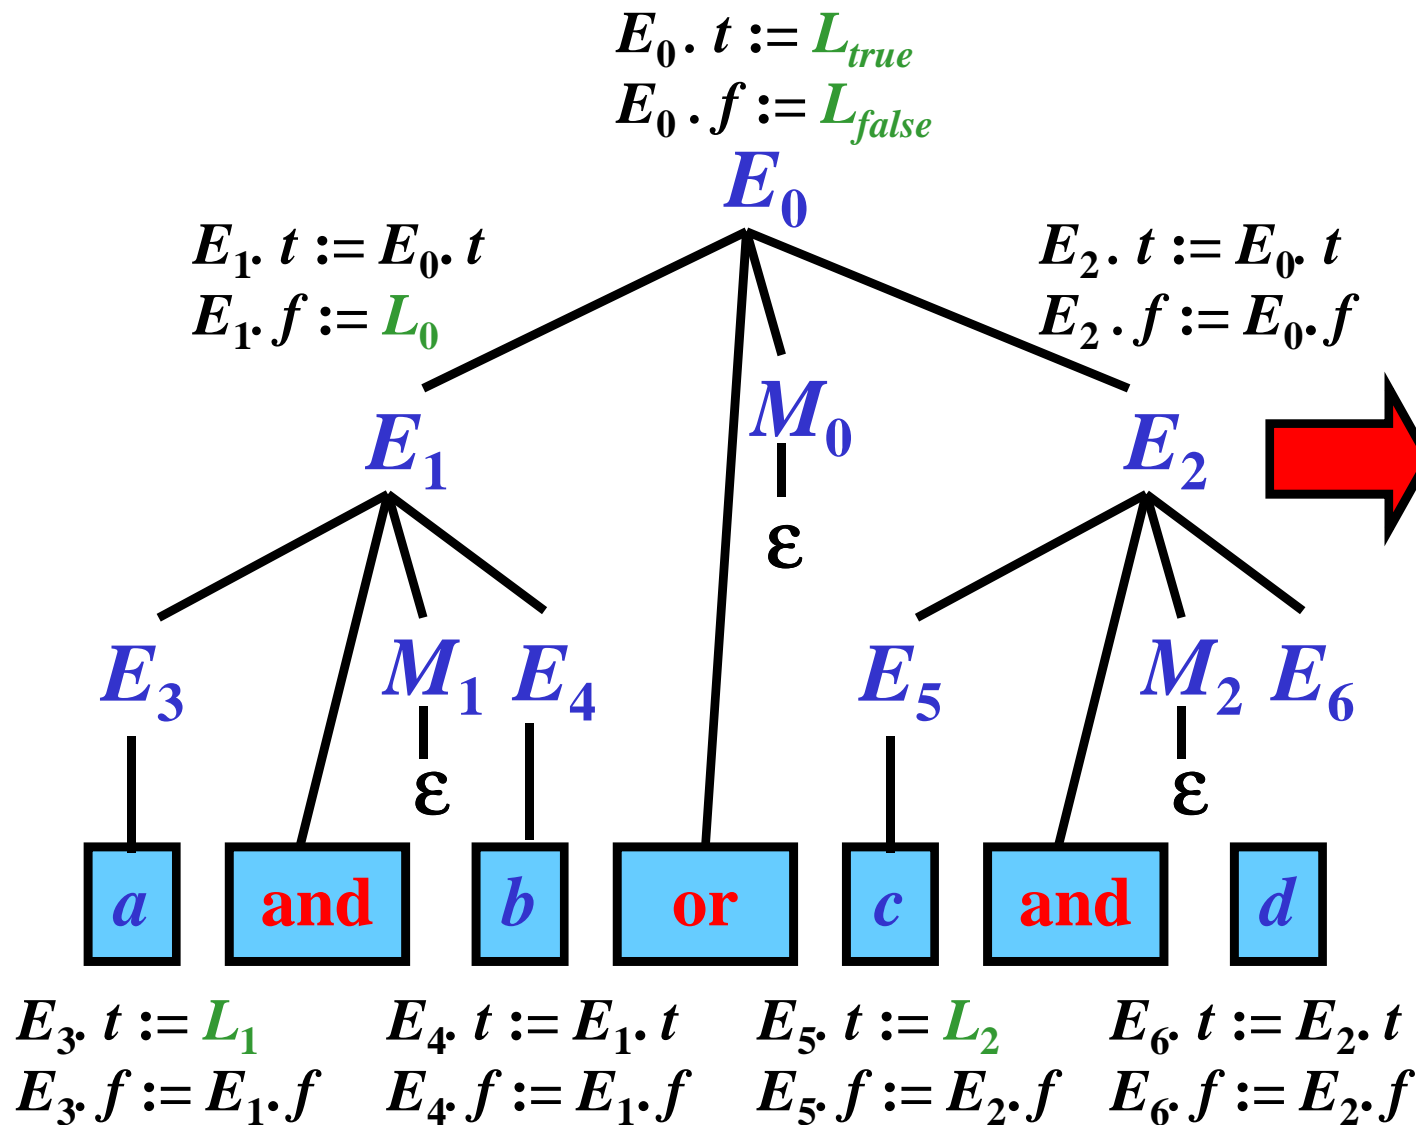 E₀. t := L_true
E₀. f := L_false
E₀
E₁. t := E₀. t
E₁. f := L₀
E₂. t := E₀. t
E₂. f := E₀. f
E₁
M₀
E₂
ε
E₃
M₁
E₄
E₅
M₂
E₆
ε
ε
a
and
b
or
c
and
d
E₃. t := L₁
E₃. f := E₁. f
E₄. t := E₁. t
E₄. f := E₁. f
E₅. t := L₂
E₅. f := E₂. f
E₆. t := E₂. t
E₆. f := E₂. f